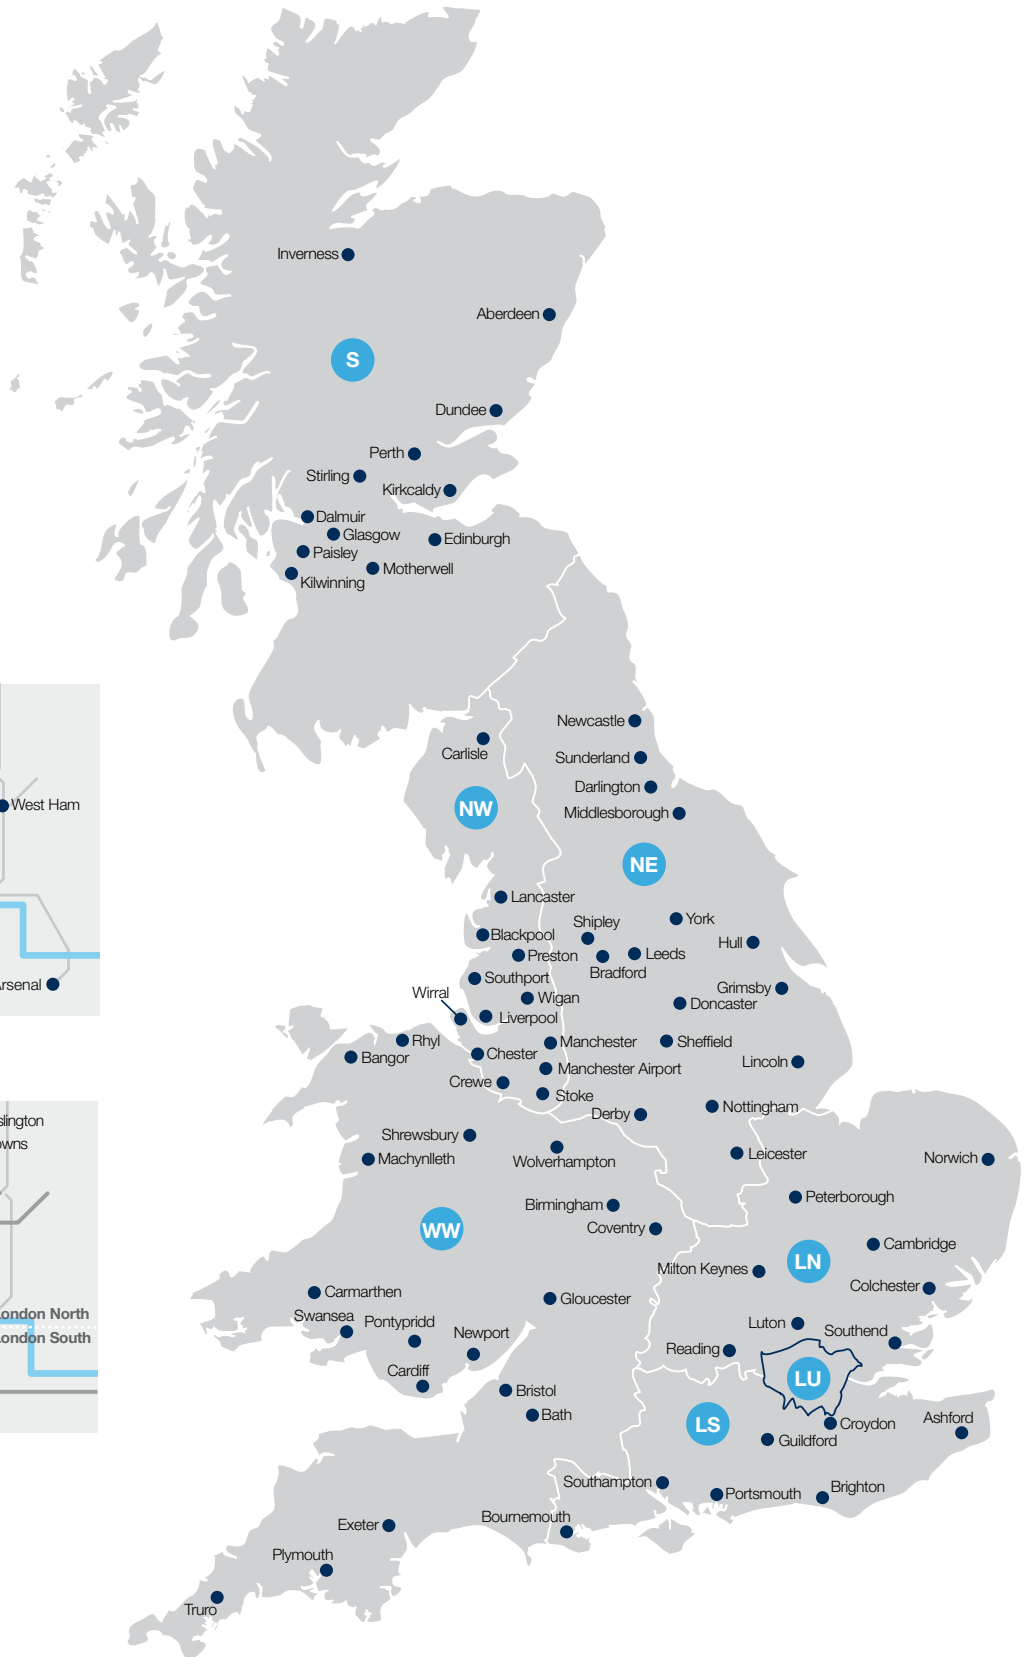 Inverness
Aberdeen
S
Dundee
Perth
Stirling
Kirkcaldy
Dalmuir
Glasgow
Edinburgh
Paisley
Motherwell
Kilwinning
Newcastle
Carlisle
Sunderland
Darlington
NW
West Ham
Middlesborough
NE
Lancaster
Shipley
York
Blackpool
Hull
Preston
Leeds
Bradford
Southport
Arsenal
Grimsby
Wirral
Wigan
Doncaster
Liverpool
Rhyl
Manchester
Sheffield
Bangor
Chester
Lincoln
Manchester Airport
Crewe
Stoke
Nottingham
Derby
slington
owns
Shrewsbury
Leicester
Machynlleth
Wolverhampton
Norwich
Peterborough
Birmingham
Coventry
WW
Cambridge
LN
Milton Keynes
Colchester
Carmarthen
Gloucester
London North
Swansea
Pontypridd
Luton
Southend
London South
Newport
Reading
Cardiff
LU
Bristol
Bath
LS
Croydon
Ashford
Guildford
Southampton
Portsmouth
Brighton
Bournemouth
Exeter
Plymouth
Truro